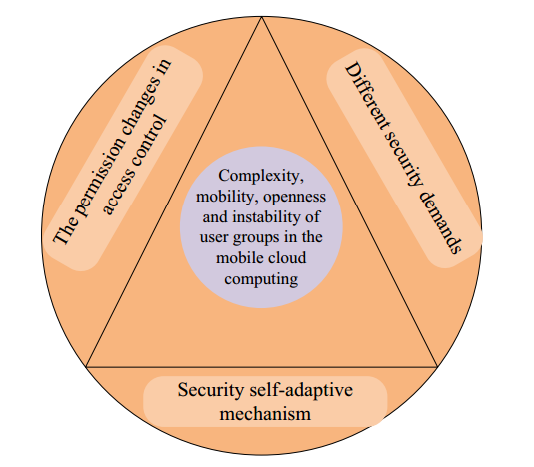 The permission changes in
access control
Different security demands
Complexity,
mobility, openness
and instability of
user groups in the
mobile cloud
computing
Security self-adaptive
mechanism